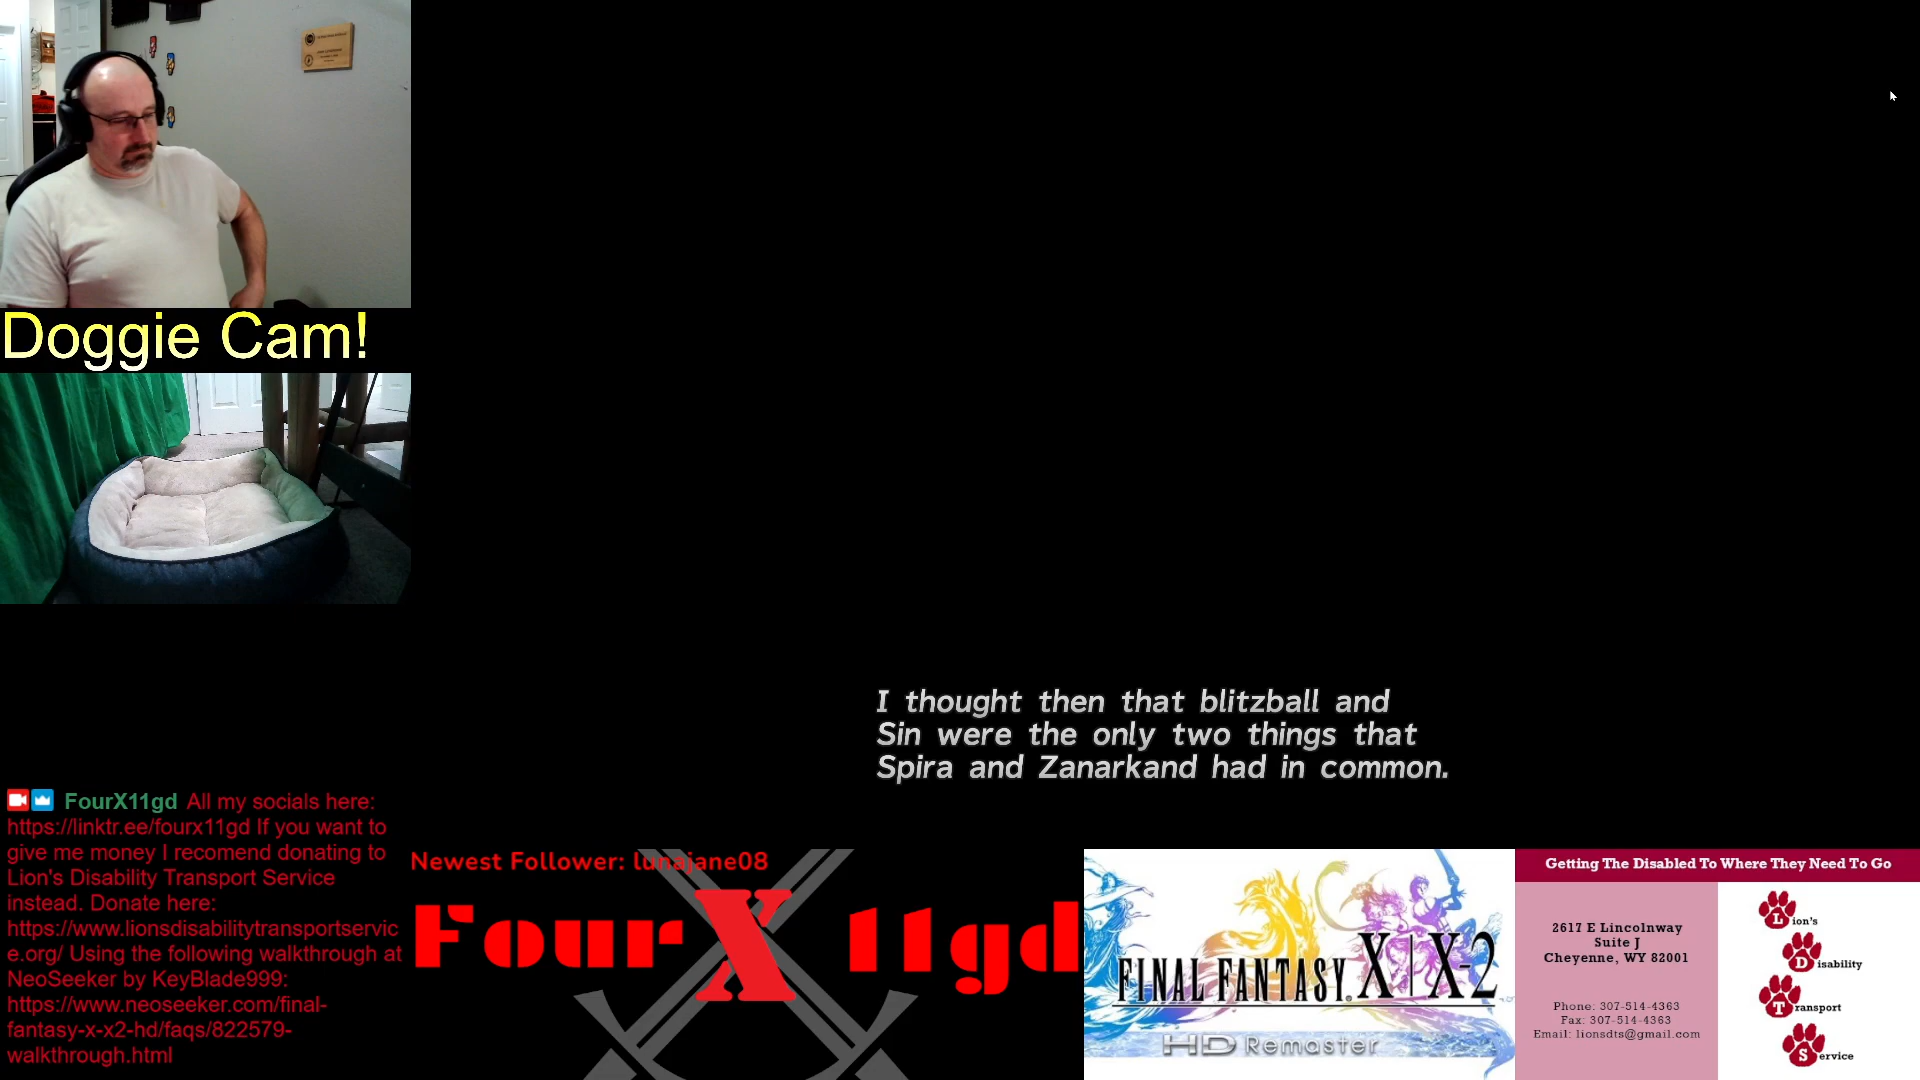 Doggie Cam!
I thought then that blitzball and
Sin were the only two things that
Spira and Zanarkand had in common.
FourX11gd All my socials here:
https://linktr.ee/fourx11gd If you want to
give me money I recomend donating to
Lion's Disability Transport Service
instead. Donate here:
https://www.lionsdisabilitytransportservic
e.org/ Using the following walkthrough at
NeoSeeker by KeyBlade999:
https://www.neoseeker.com/final-
fantasy-x-x2-hd/faqs/822579-
walkthrough.html
Newest Follower: lunajane08
FourX11gd
FINAL FANTASY X|X-2
HD Remaster
Getting The Disabled To Where They Need To Go
2617 E Lincolnway
Suite J
Cheyenne, WY 82001
Phone: 307-514-4363
Fax: 307-514-4363
Email: lionsdts@gmail.com
Lion's
Disability
Transport
Service